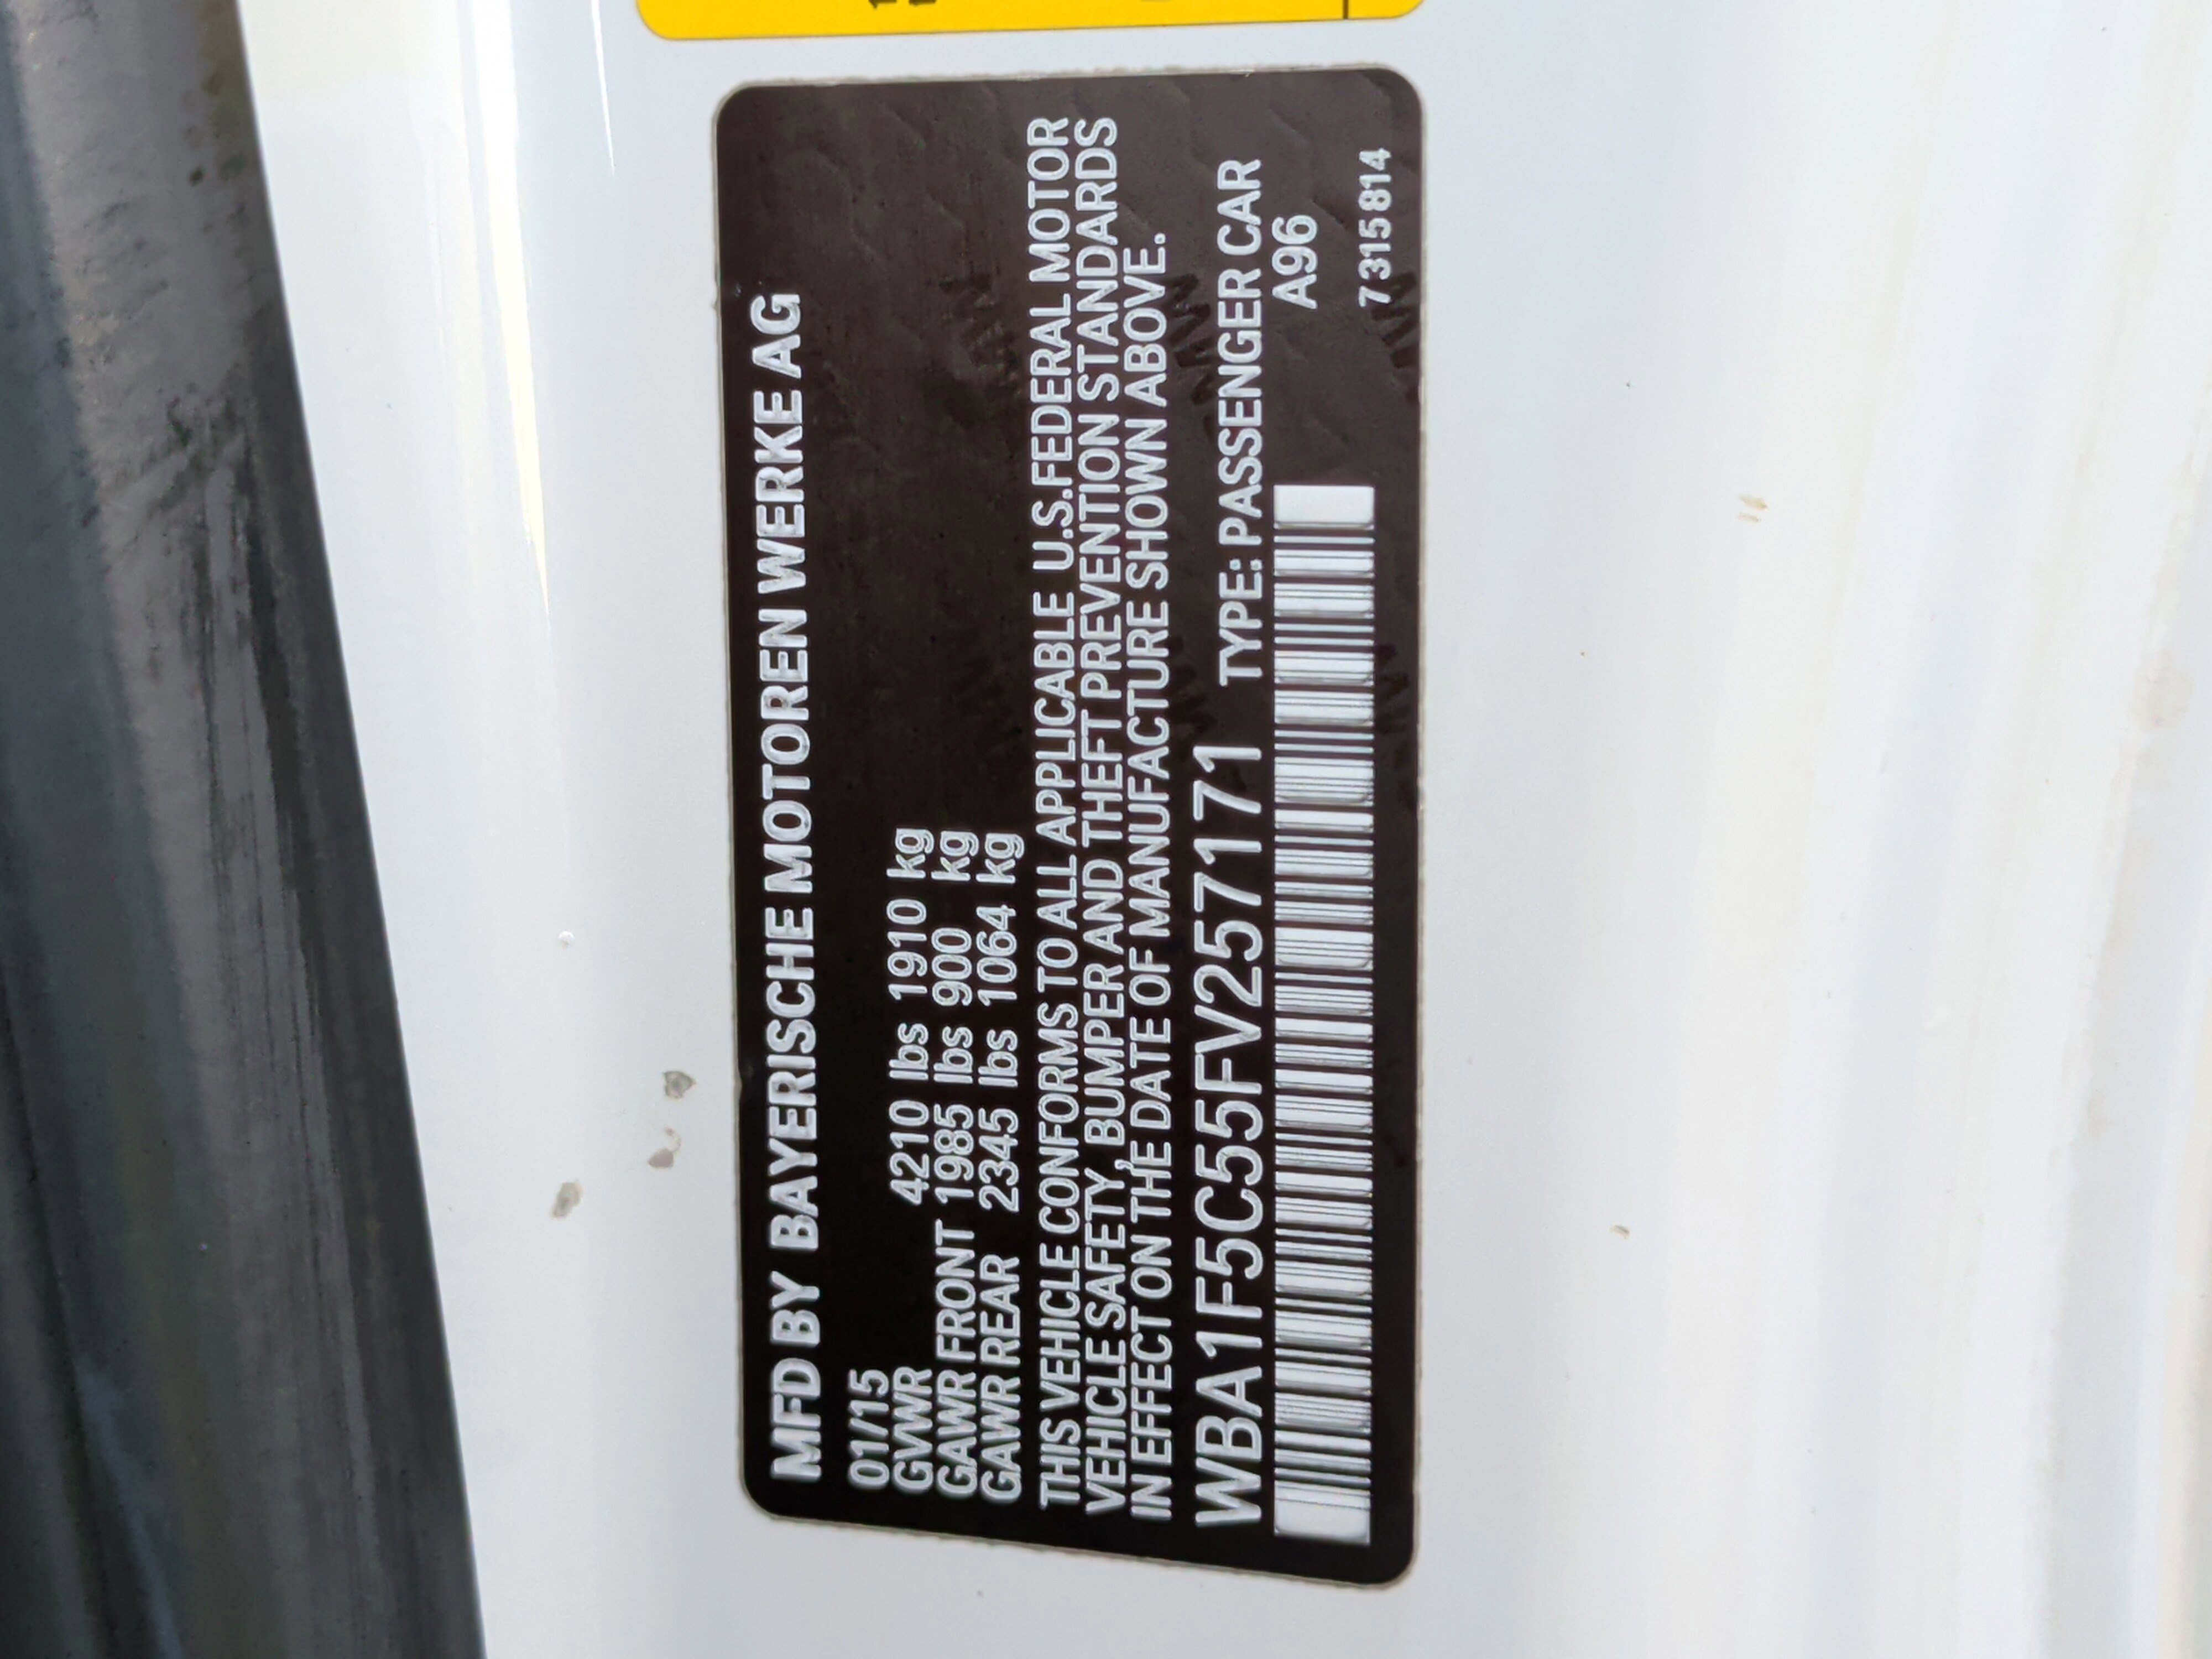 MFD BY BAYERISCHE MOTOREN WERKE AG
01/15
GVWR 4210 lbs 1910 kg
GAWR FRONT 1985 lbs 900 kg
GAWR REAR 2345 lbs 1064 kg
THIS VEHICLE CONFORMS TO ALL APPLICABLE U.S.FEDERAL MOTOR
VEHICLE SAFETY, BUMPER AND THEFT PREVENTION STANDARDS
IN EFFECT ON THE DATE OF MANUFACTURE SHOWN ABOVE.
WBA1F5C55FV257171 TYPE: PASSENGER CAR
A96
7 315 814